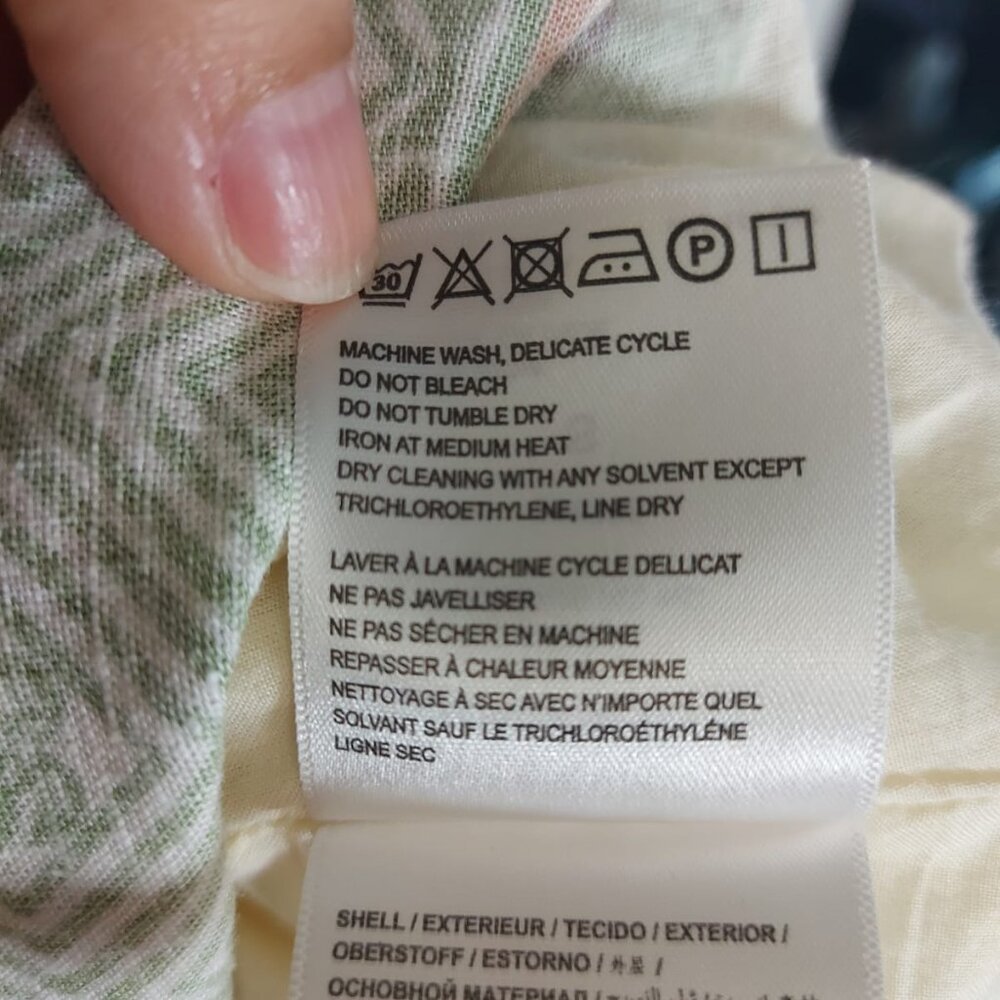 30 P
MACHINE WASH, DELICATE CYCLE
DO NOT BLEACH
DO NOT TUMBLE DRY
IRON AT MEDIUM HEAT
DRY CLEANING WITH ANY SOLVENT EXCEPT
TRICHLOROETHYLENE, LINE DRY
LAVER À LA MACHINE CYCLE DELLICAT
NE PAS JAVELLISER
NE PAS SÉCHER EN MACHINE
REPASSER À CHALEUR MOYENNE
NETTOYAGE À SEC AVEC N'IMPORTE QUEL
SOLVANT SAUF LE TRICHLOROÉTHYLÉNE
LIGNE SEC
SHELL / EXTERIEUR / TECIDO / EXTERIOR /
OBERSTOFF / ESTORNO / 外层 /
ОСНОВНОЙ МАТЕРИАЛ /